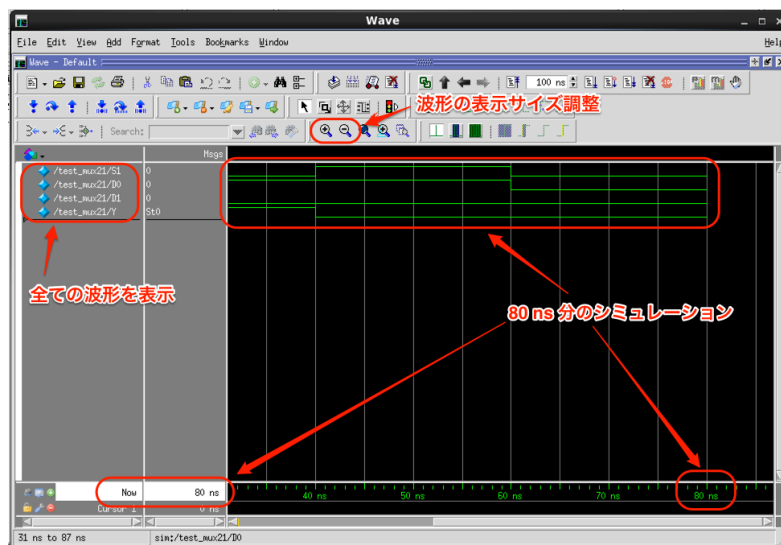 Wave
File Edit View Add Format Tools Bookmarks Window Help
Wave - Default
100 ns
波形の表示サイズ調整
Search:
Msgs
/test_mux21/S1 0
/test_mux21/D0 0
/test_mux21/D1 0
/test_mux21/Y St0
全ての波形を表示
80 ns 分のシミュレーション
Now 80 ns
40 ns 50 ns 60 ns 70 ns 80 ns
Cursor 1 0 ns
31 ns to 87 ns sim:/test_mux21/D0